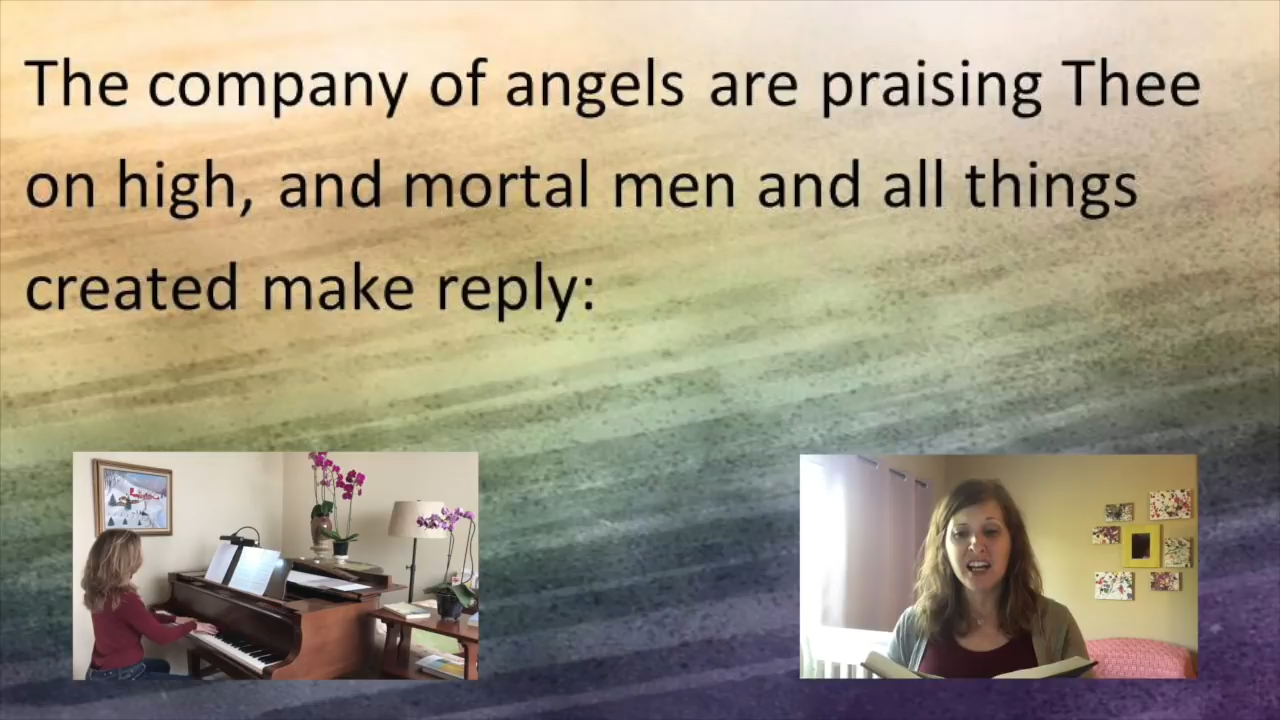 The company of angels are praising Thee
on high, and mortal men and all things
created make reply: